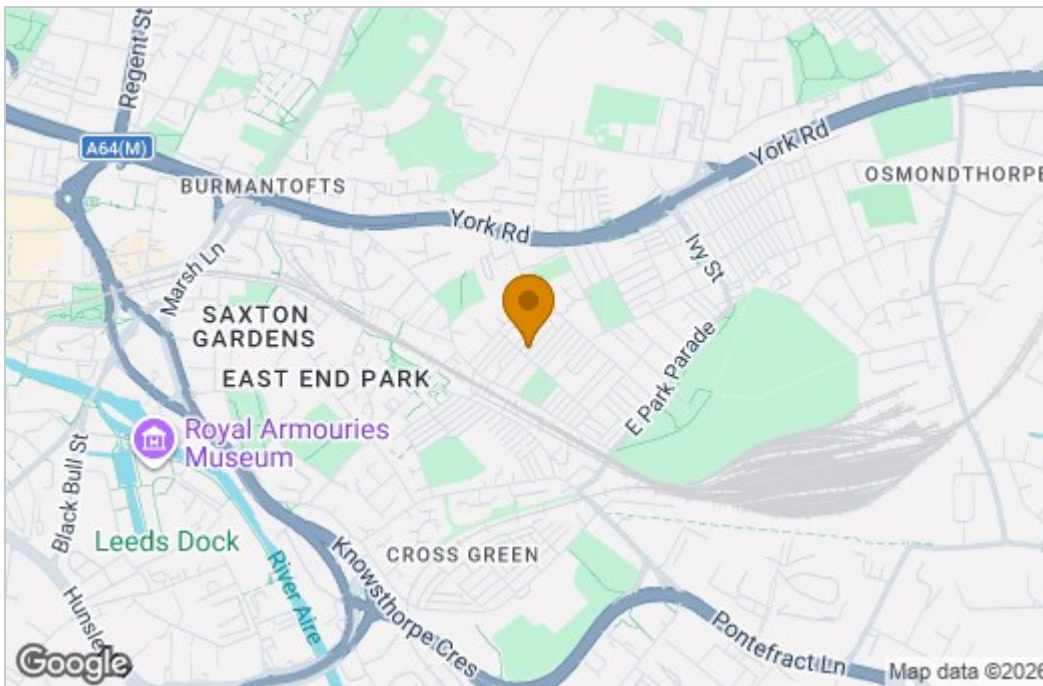 Regent St
A64(M)
York Rd
BURMANTOFTS
OSMONDTHORPE
York Rd
Ivy St
Marsh Ln
SAXTON
GARDENS
EAST END PARK
E Park Parade
Royal Armouries
Museum
Black Bull St
Leeds Dock
CROSS GREEN
River Aire
Knowsthorpe Cres
Hunsle
Pontefract Ln
Google
Map data ©2026